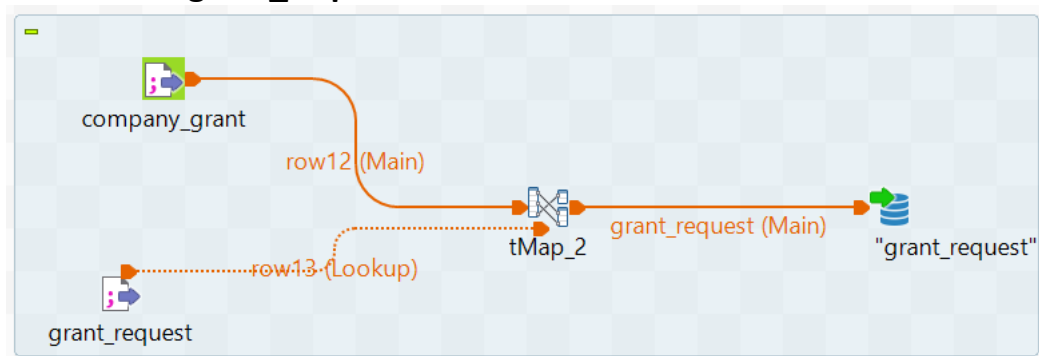 company_grant
row12 (Main)
tMap_2
grant_request (Main)
"grant_request"
row13 (Lookup)
grant_request